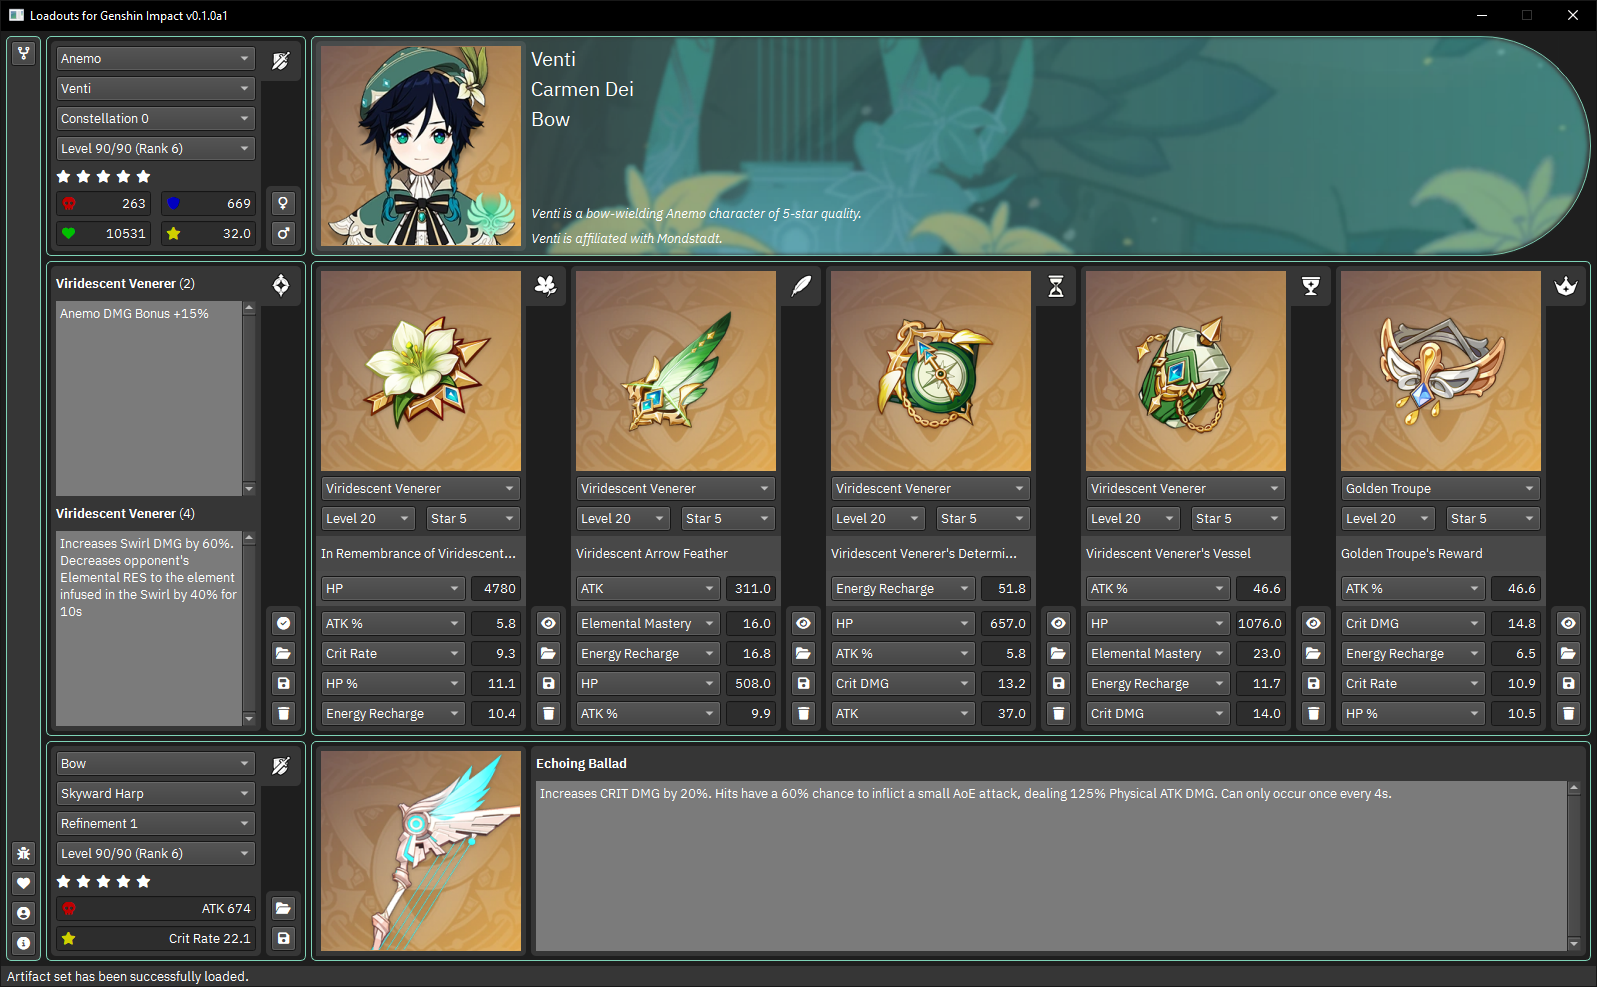 Loadouts for Genshin Impact v0.1.0a1
Anemo
Venti
Constellation 0
Level 90/90 (Rank 6)
263
669
10531
32.0
Venti
Carmen Dei
Bow
Venti is a bow-wielding Anemo character of 5-star quality.
Venti is affiliated with Mondstadt.
Viridescent Venerer (2)
Anemo DMG Bonus +15%
Viridescent Venerer (4)
Increases Swirl DMG by 60%.
Decreases opponent's
Elemental RES to the element
infused in the Swirl by 40% for
10s
Viridescent Venerer
Level 20
Star 5
In Remembrance of Viridescent...
HP
4780
ATK %
5.8
Crit Rate
9.3
HP %
11.1
Energy Recharge
10.4
Viridescent Venerer
Level 20
Star 5
Viridescent Arrow Feather
ATK
311.0
Elemental Mastery
16.0
Energy Recharge
16.8
HP
508.0
ATK %
9.9
Viridescent Venerer
Level 20
Star 5
Viridescent Venerer's Determi...
Energy Recharge
51.8
HP
657.0
ATK %
5.8
Crit DMG
13.2
ATK
37.0
Viridescent Venerer
Level 20
Star 5
Viridescent Venerer's Vessel
ATK %
46.6
HP
1076.0
Elemental Mastery
23.0
Energy Recharge
11.7
Crit DMG
14.0
Golden Troupe
Level 20
Star 5
Golden Troupe's Reward
ATK %
46.6
Crit DMG
14.8
Energy Recharge
6.5
Crit Rate
10.9
HP %
10.5
Bow
Skyward Harp
Refinement 1
Level 90/90 (Rank 6)
ATK 674
Crit Rate 22.1
Echoing Ballad
Increases CRIT DMG by 20%. Hits have a 60% chance to inflict a small AoE attack, dealing 125% Physical ATK DMG. Can only occur once every 4s.
Artifact set has been successfully loaded.